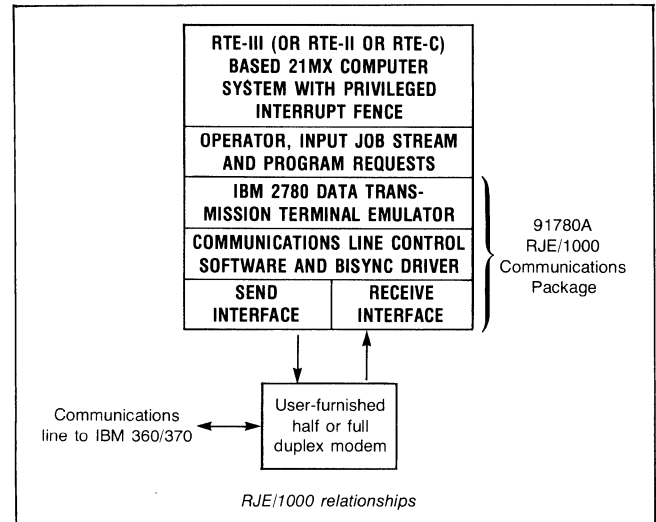 RTE-III (OR RTE-II OR RTE-C)
BASED 21MX COMPUTER
SYSTEM WITH PRIVILEGED
INTERRUPT FENCE
OPERATOR, INPUT JOB STREAM
AND PROGRAM REQUESTS
IBM 2780 DATA TRANS-
MISSION TERMINAL EMULATOR
COMMUNICATIONS LINE CONTROL
SOFTWARE AND BISYNC DRIVER
SEND
INTERFACE
RECEIVE
INTERFACE
91780A
RJE/1000
Communications
Package
User-furnished
half or full
duplex modem
Communications
line to IBM 360/370
RJE/1000 relationships